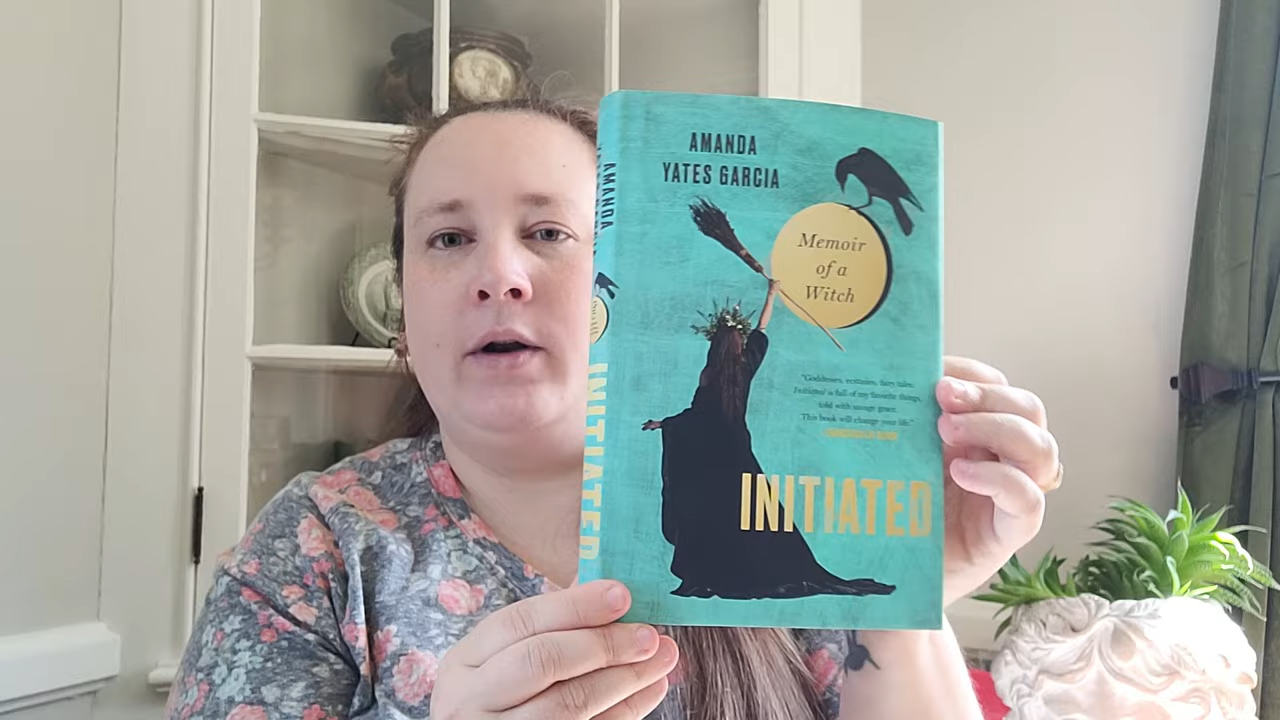 AMANDA
YATES GARCIA
Memoir
of a
Witch
"Goddesses, ecstasies, fairy tales:
Initiated is full of my favorite things,
told with savage grace.
This book will change your life."
INITIATED
AMANDA
INITIATED